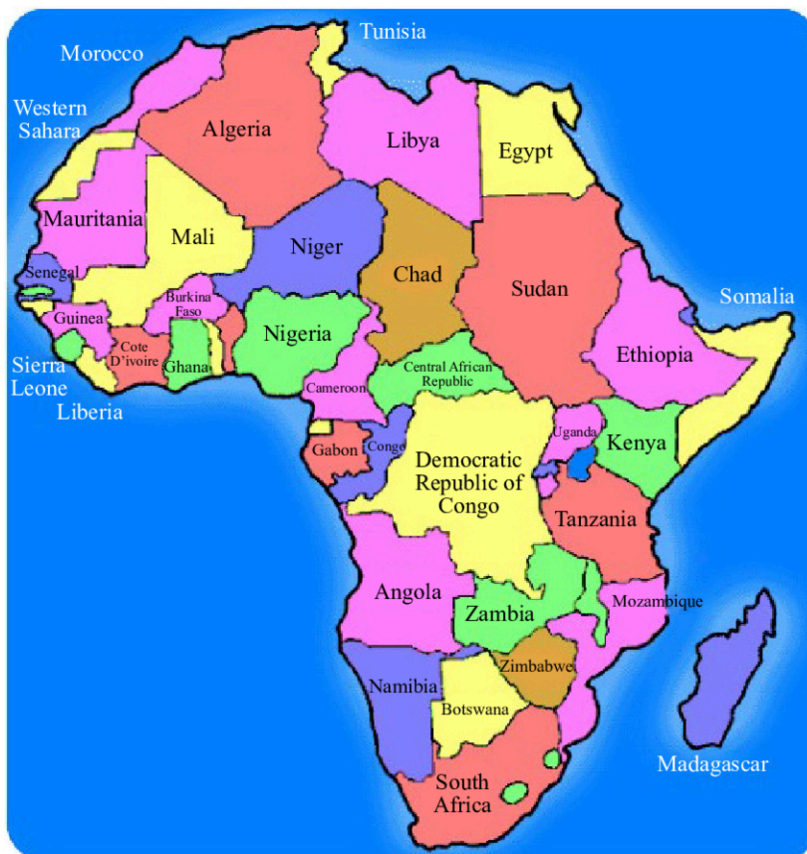 Tunisia
Morocco
Western
Sahara
Algeria
Libya
Egypt
Mauritania
Mali
Niger
Chad
Sudan
Senegal
Burkina
Faso
Guinea
Nigeria
Somalia
Cote
D'ivoire
Ghana
Sierra
Leone
Liberia
Cameroon
Central African
Republic
Ethiopia
Uganda
Kenya
Gabon
Congo
Democratic
Republic of
Congo
Tanzania
Angola
Zambia
Mozambique
Zimbabwe
Namibia
Botswana
Madagascar
South
Africa